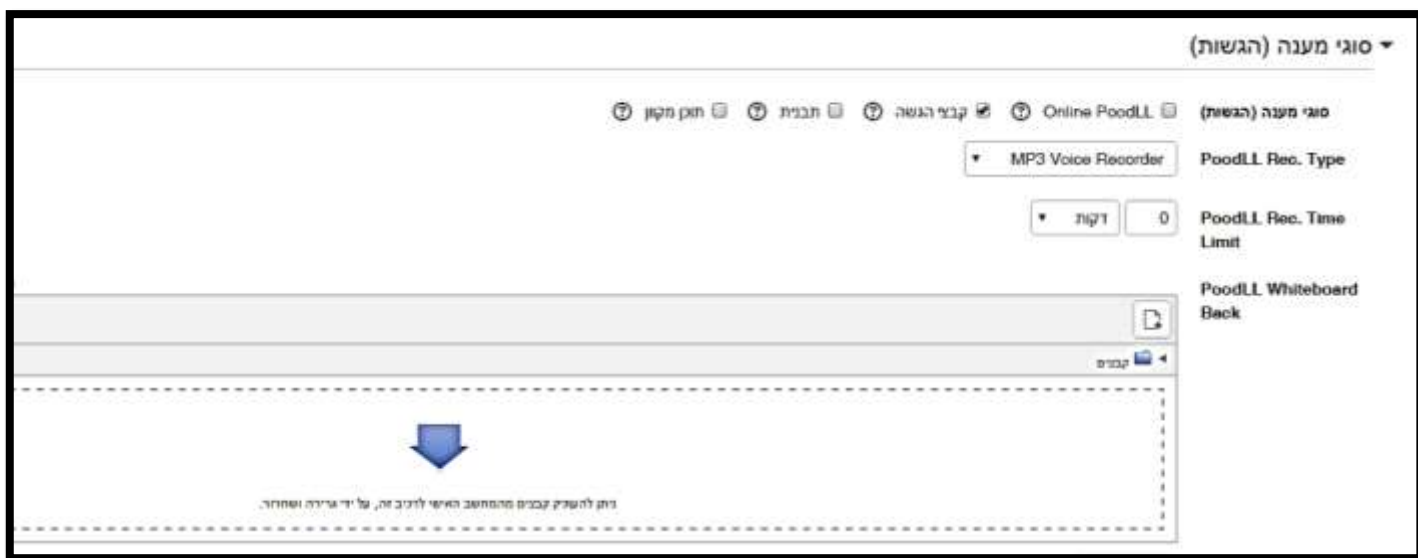 סוגי מענה (הגשות)
סוגי מענה (הגשות) Online PoodLL קבצי הגשה תבנית תוכן מקוון
PoodLL Rec. Type MP3 Voice Recorder
PoodLL Rec. Time 0 דקות
Limit
PoodLL Whiteboard
Back
קבצים
ניתן להעתיק קבצים מהמחשב האישי לרכיב זה, על ידי גרירה ושחרור.